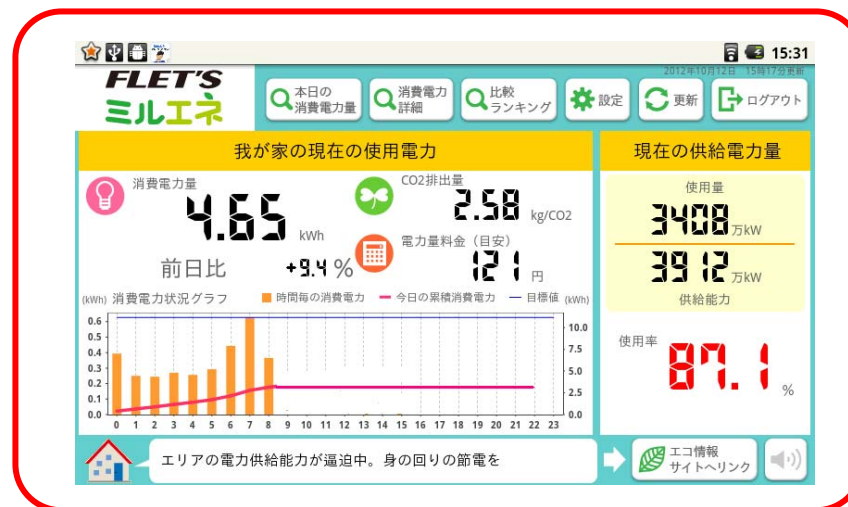 15:31
2012年10月12日 15時17分更新
FLET'S
ミルエネ
本日の
消費電力量
消費電力
詳細
比較
ランキング
設定
更新
ログアウト
我が家の現在の使用電力
消費電力量
4.65 kWh
前日比 +9.4 %
CO2排出量
2.58 kg/CO2
電力量料金（目安）
121 円
(kWh) 消費電力状況グラフ 時間毎の消費電力 今日の累積消費電力 目標値 (kWh)
0.6
0.5
0.4
0.3
0.2
0.1
0.0
10.0
7.5
5.0
2.5
0.0
0 1 2 3 4 5 6 7 8 9 10 11 12 13 14 15 16 17 18 19 20 21 22 23
現在の供給電力量
使用量
3408 万kW
3912 万kW
供給能力
使用率
87.1 %
エリアの電力供給能力が逼迫中。身の回りの節電を
エコ情報
サイトへリンク